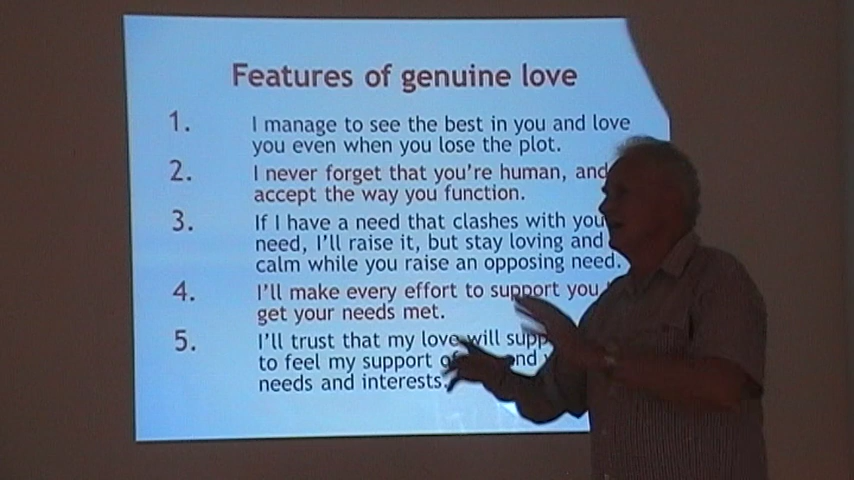 Features of genuine love
1. I manage to see the best in you and love
you even when you lose the plot.
2. I never forget that you're human, and
accept the way you function.
3. If I have a need that clashes with
need, I'll raise it, but stay loving and
calm while you raise an opposing need.
4. I'll make every effort to support you
get your needs met.
5. I'll trust that my love will
to feel my support
needs and interests.